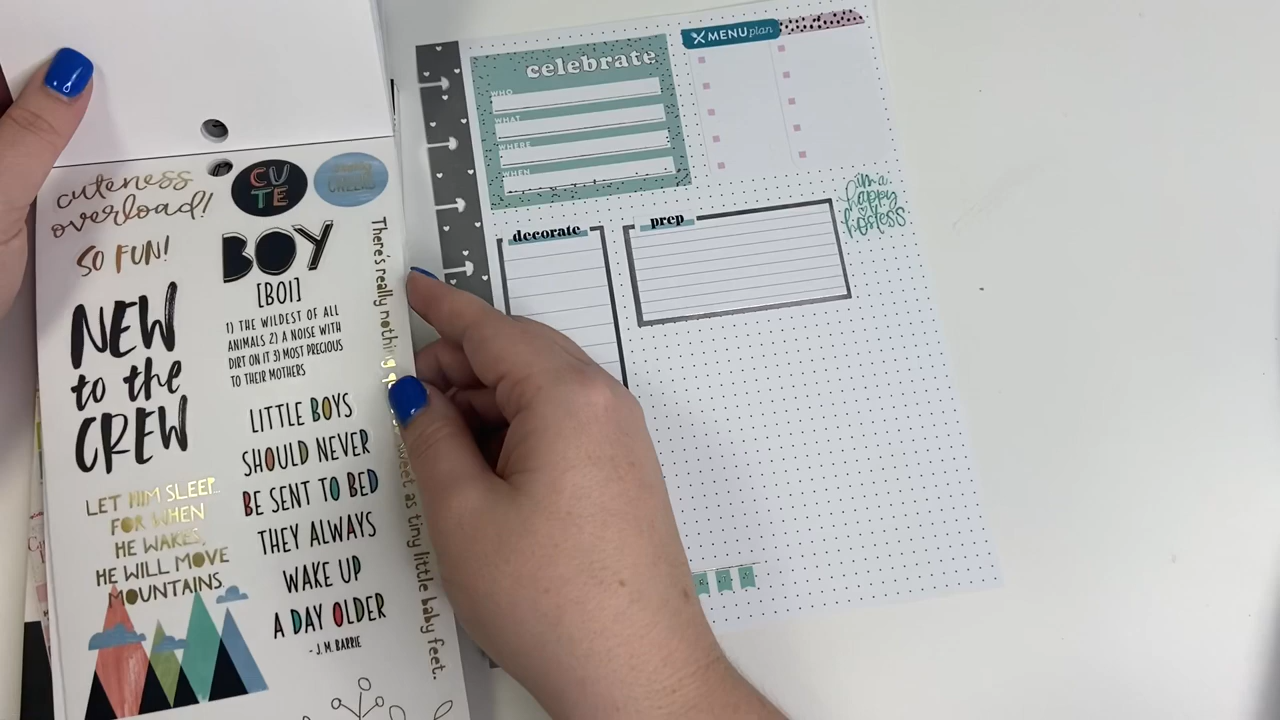 cuteness
overload!
CU
TE
SO FUN!
BOY
[BOI]
1) THE WILDEST OF ALL
ANIMALS 2) A NOISE WITH
DIRT ON IT 3) MOST PRECIOUS
TO THEIR MOTHERS
NEW
to the
CREW
LITTLE BOYS
SHOULD NEVER
BE SENT TO BED
THEY ALWAYS
WAKE UP
A DAY OLDER
- J. M. BARRIE
LET HIM SLEEP...
FOR WHEN
HE WAKES,
HE WILL MOVE
MOUNTAINS.
There's really nothing sweet as tiny little baby feet.
celebrate
WHO
WHAT
WHERE
WHEN
MENU plan
i'm a
happy
hostess
decorate
prep